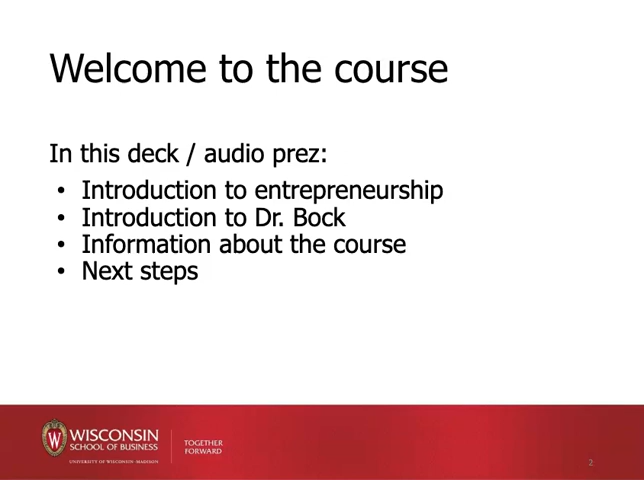 Welcome to the course
In this deck / audio prez:
• Introduction to entrepreneurship
• Introduction to Dr. Bock
• Information about the course
• Next steps
W
WISCONSIN
SCHOOL OF BUSINESS
UNIVERSITY OF WISCONSIN-MADISON
TOGETHER
FORWARD
2